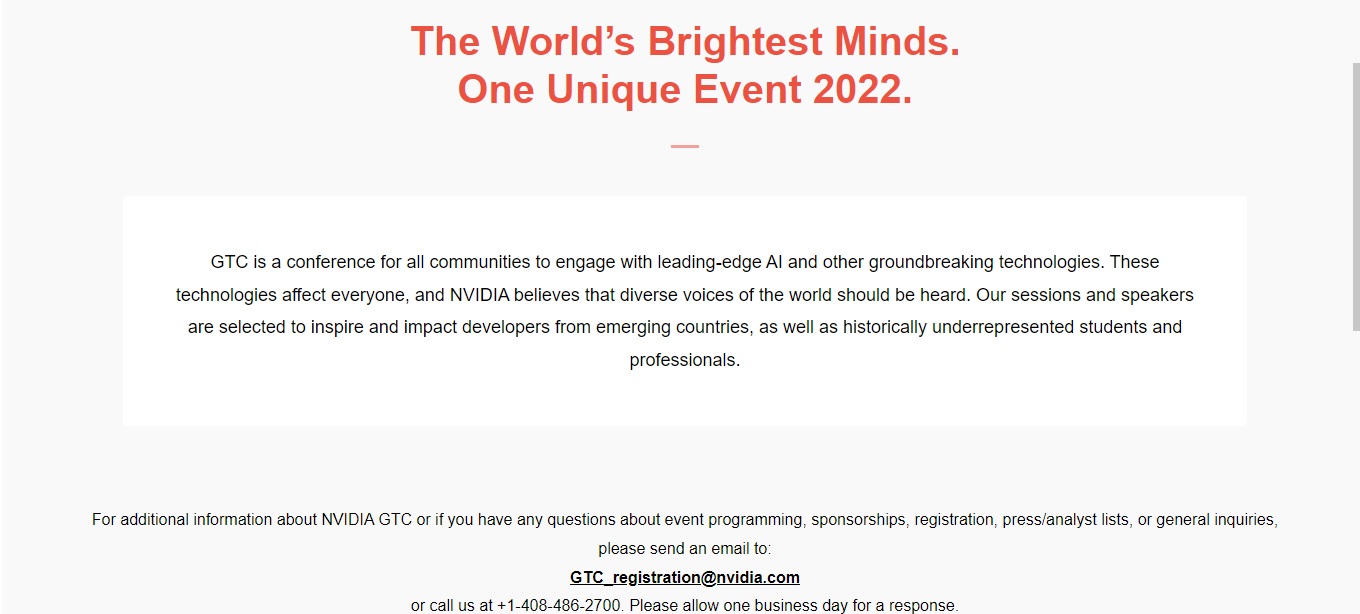 The World’s Brightest Minds.
One Unique Event 2022.
GTC is a conference for all communities to engage with leading-edge AI and other groundbreaking technologies. These
technologies affect everyone, and NVIDIA believes that diverse voices of the world should be heard. Our sessions and speakers
are selected to inspire and impact developers from emerging countries, as well as historically underrepresented students and
professionals.
For additional information about NVIDIA GTC or if you have any questions about event programming, sponsorships, registration, press/analyst lists, or general inquiries,
please send an email to:
GTC_registration@nvidia.com
or call us at +1-408-486-2700. Please allow one business day for a response.